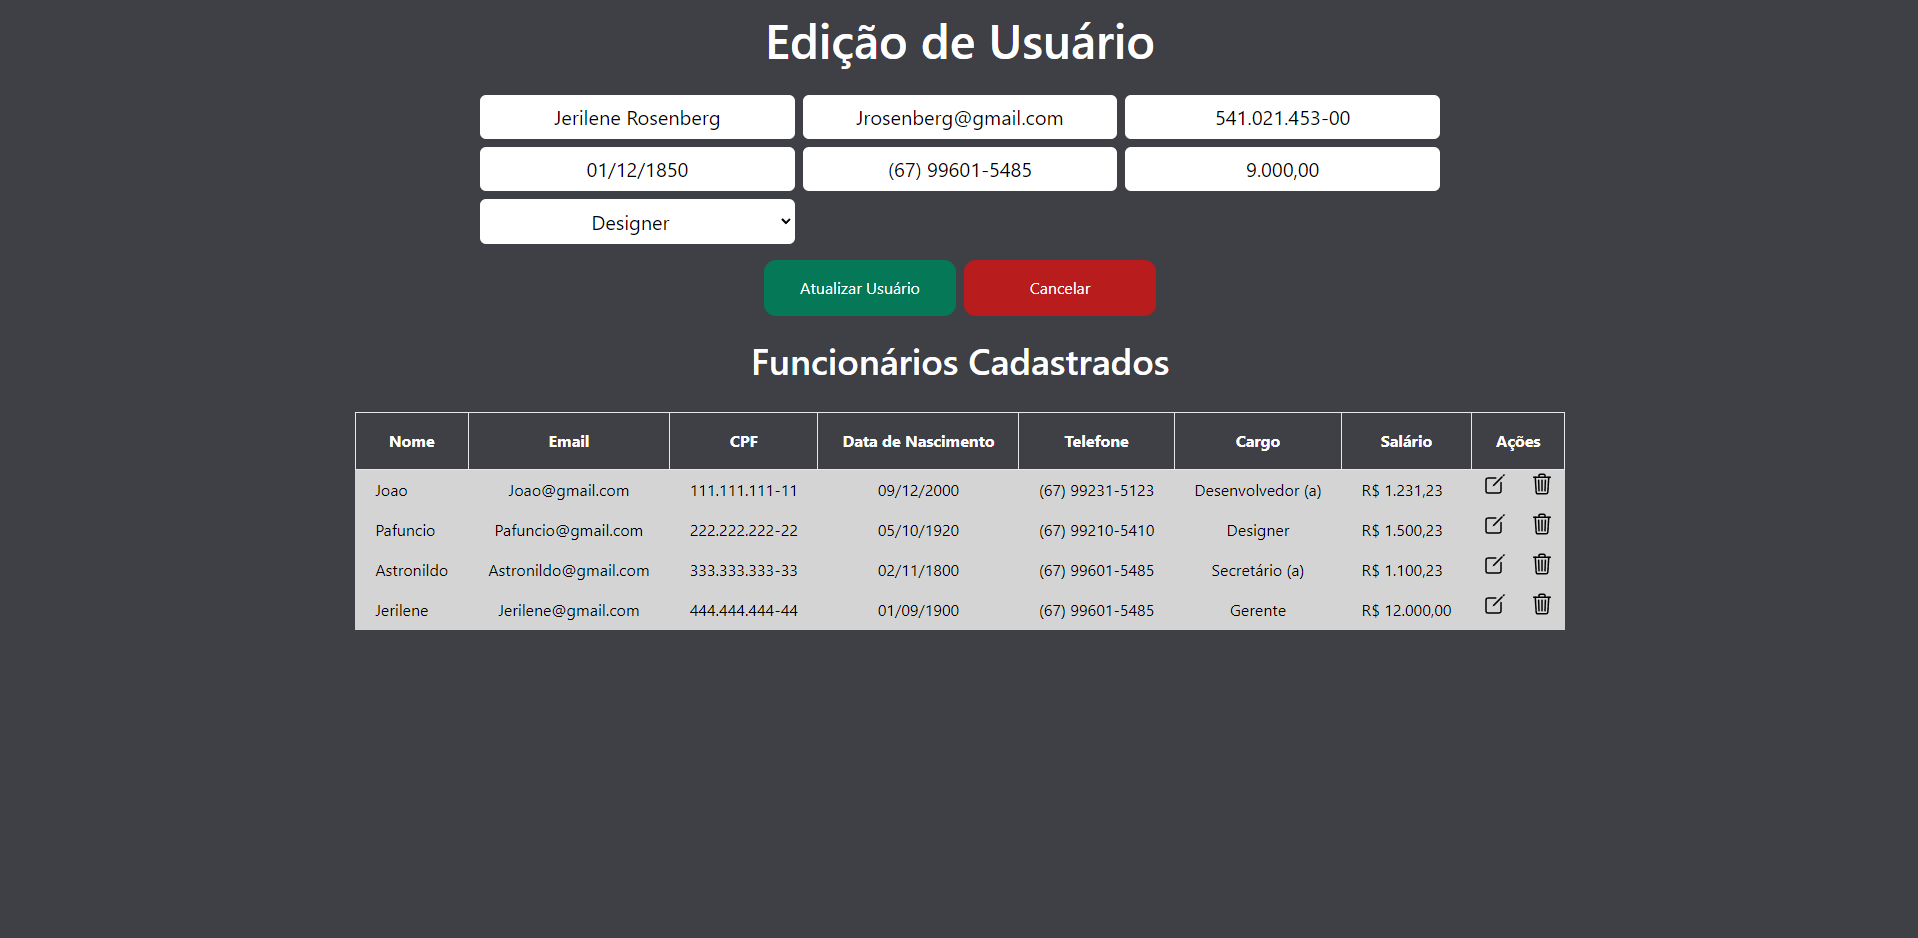 Edição de Usuário
Jerilene Rosenberg Jrosenberg@gmail.com 541.021.453-00
01/12/1850 (67) 99601-5485 9.000,00
Designer
Atualizar Usuário Cancelar
Funcionários Cadastrados
Nome Email CPF Data de Nascimento Telefone Cargo Salário Ações
Joao Joao@gmail.com 111.111.111-11 09/12/2000 (67) 99231-5123 Desenvolvedor (a) R$ 1.231,23
Pafuncio Pafuncio@gmail.com 222.222.222-22 05/10/1920 (67) 99210-5410 Designer R$ 1.500,23
Astronildo Astronildo@gmail.com 333.333.333-33 02/11/1800 (67) 99601-5485 Secretário (a) R$ 1.100,23
Jerilene Jerilene@gmail.com 444.444.444-44 01/09/1900 (67) 99601-5485 Gerente R$ 12.000,00